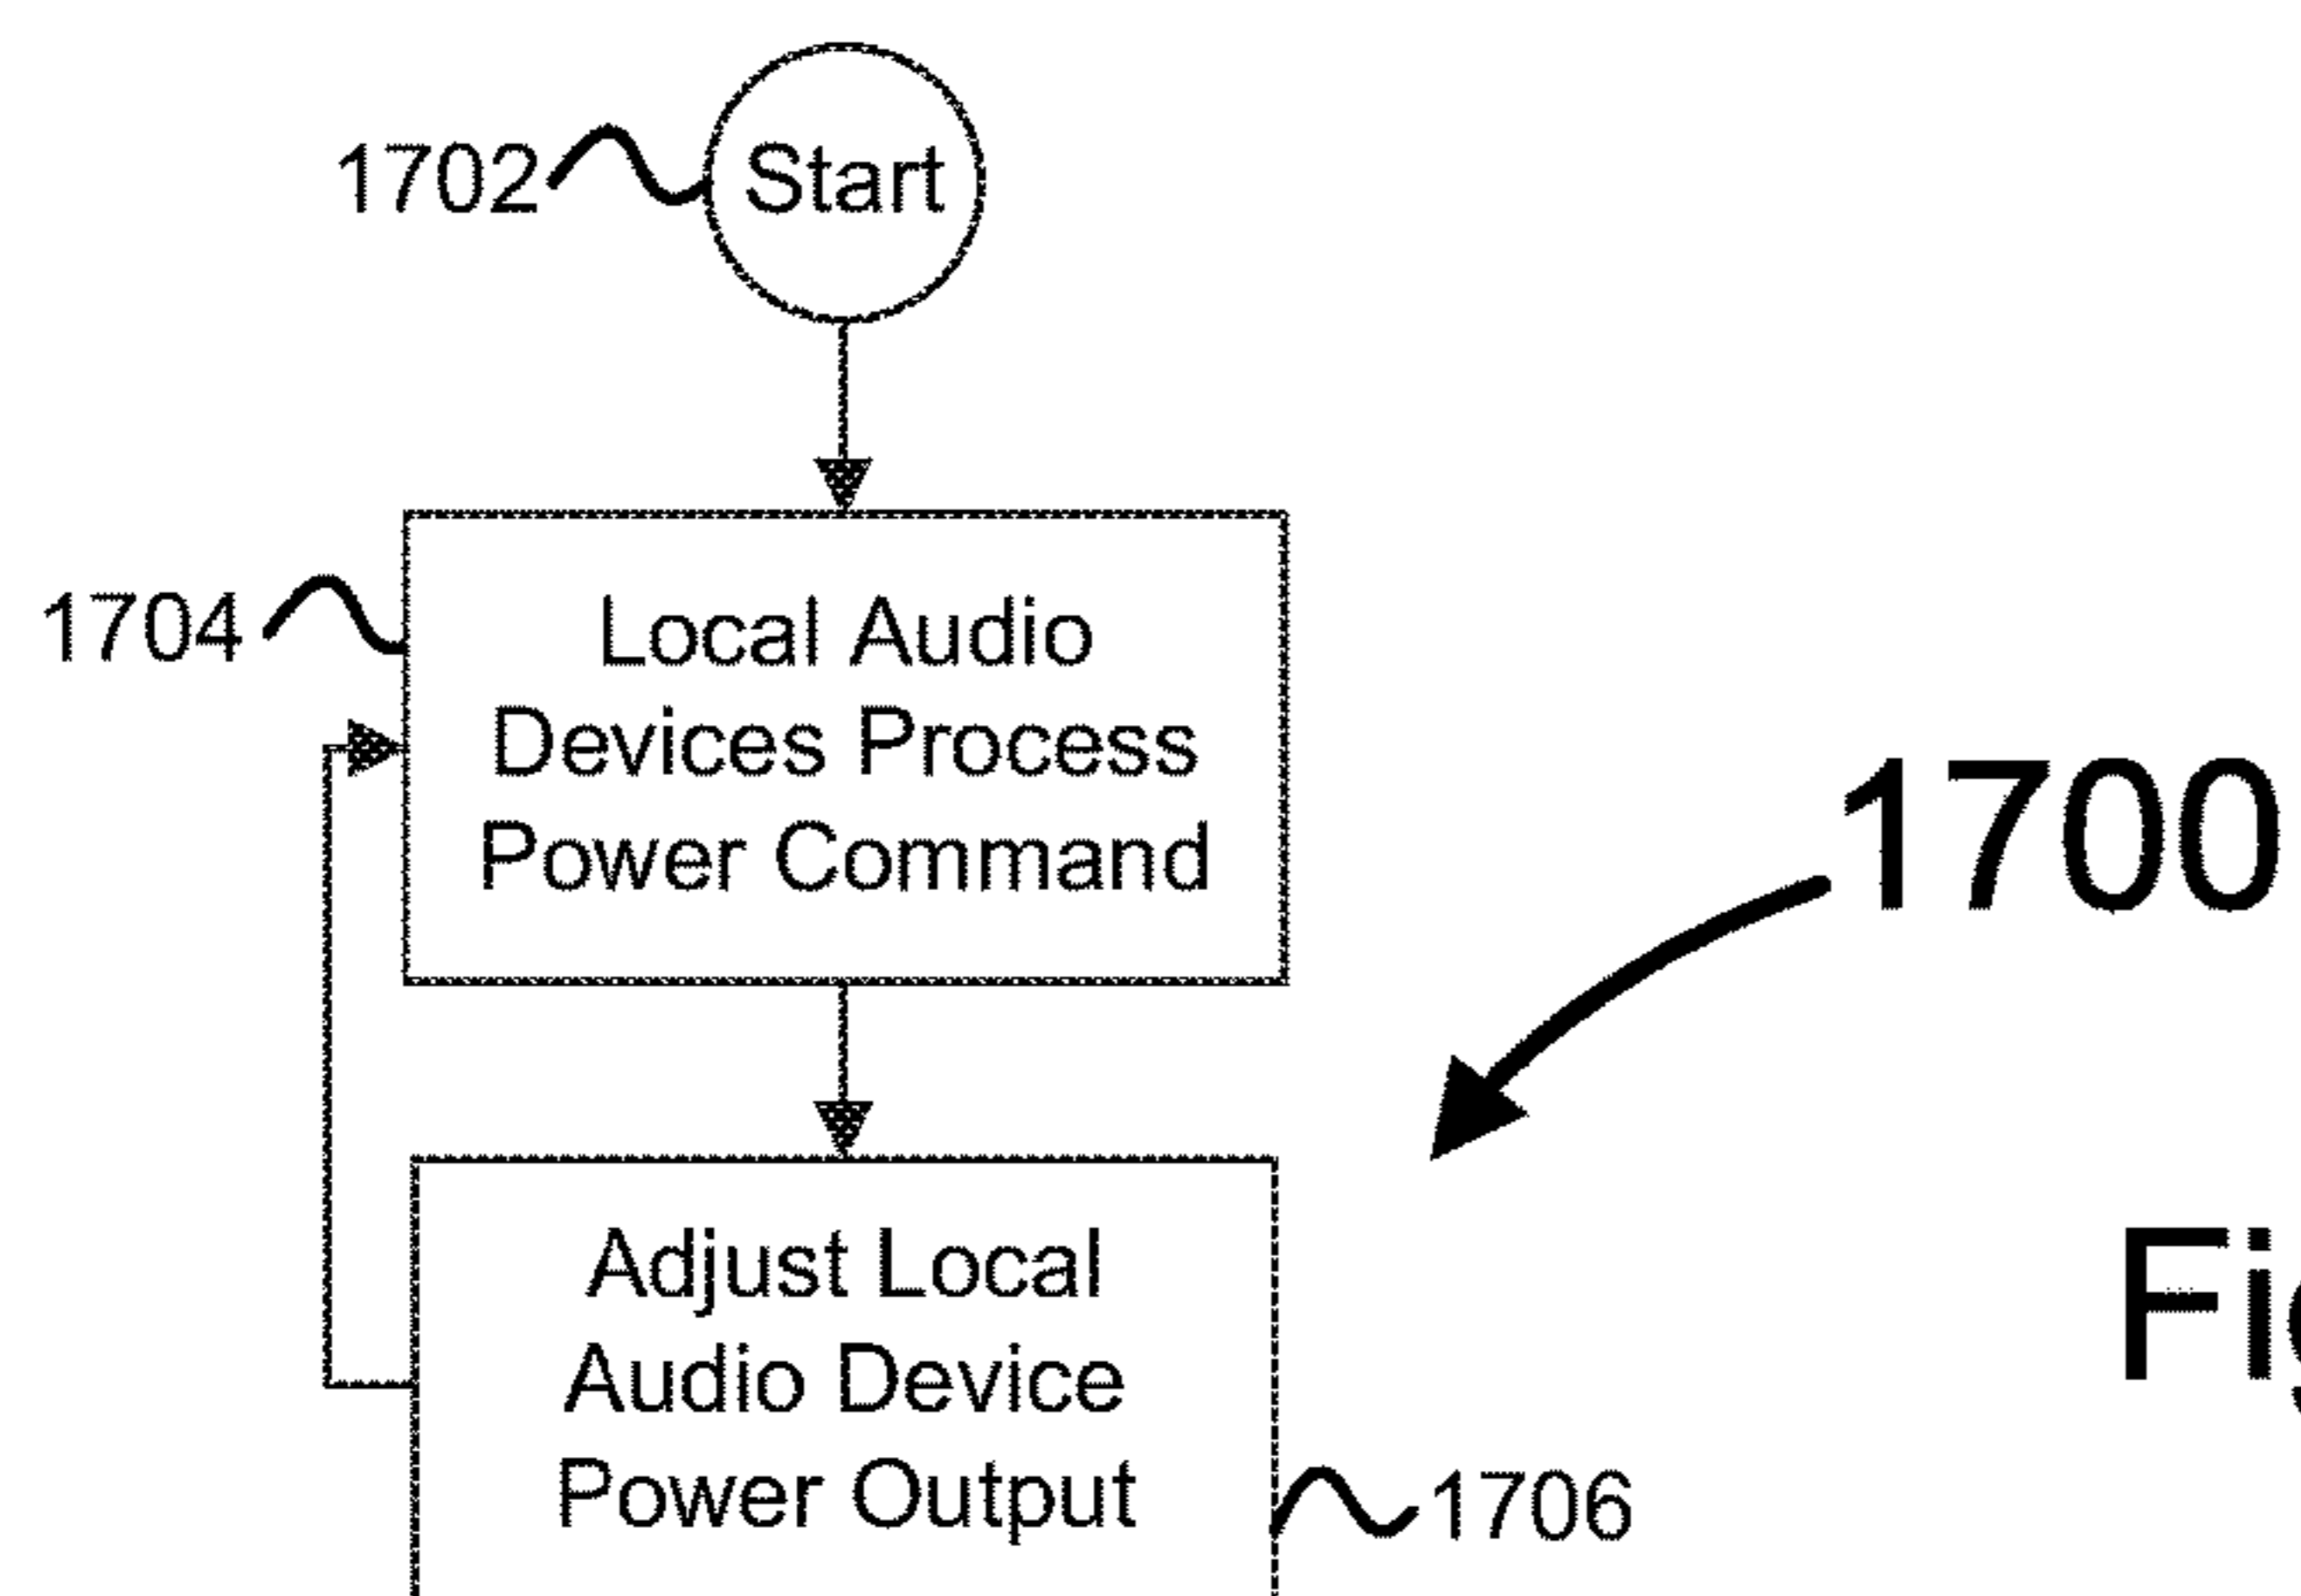 1702
Start
1704
Local Audio
Devices Process
Power Command
1700
Adjust Local
Audio Device
Power Output
1706